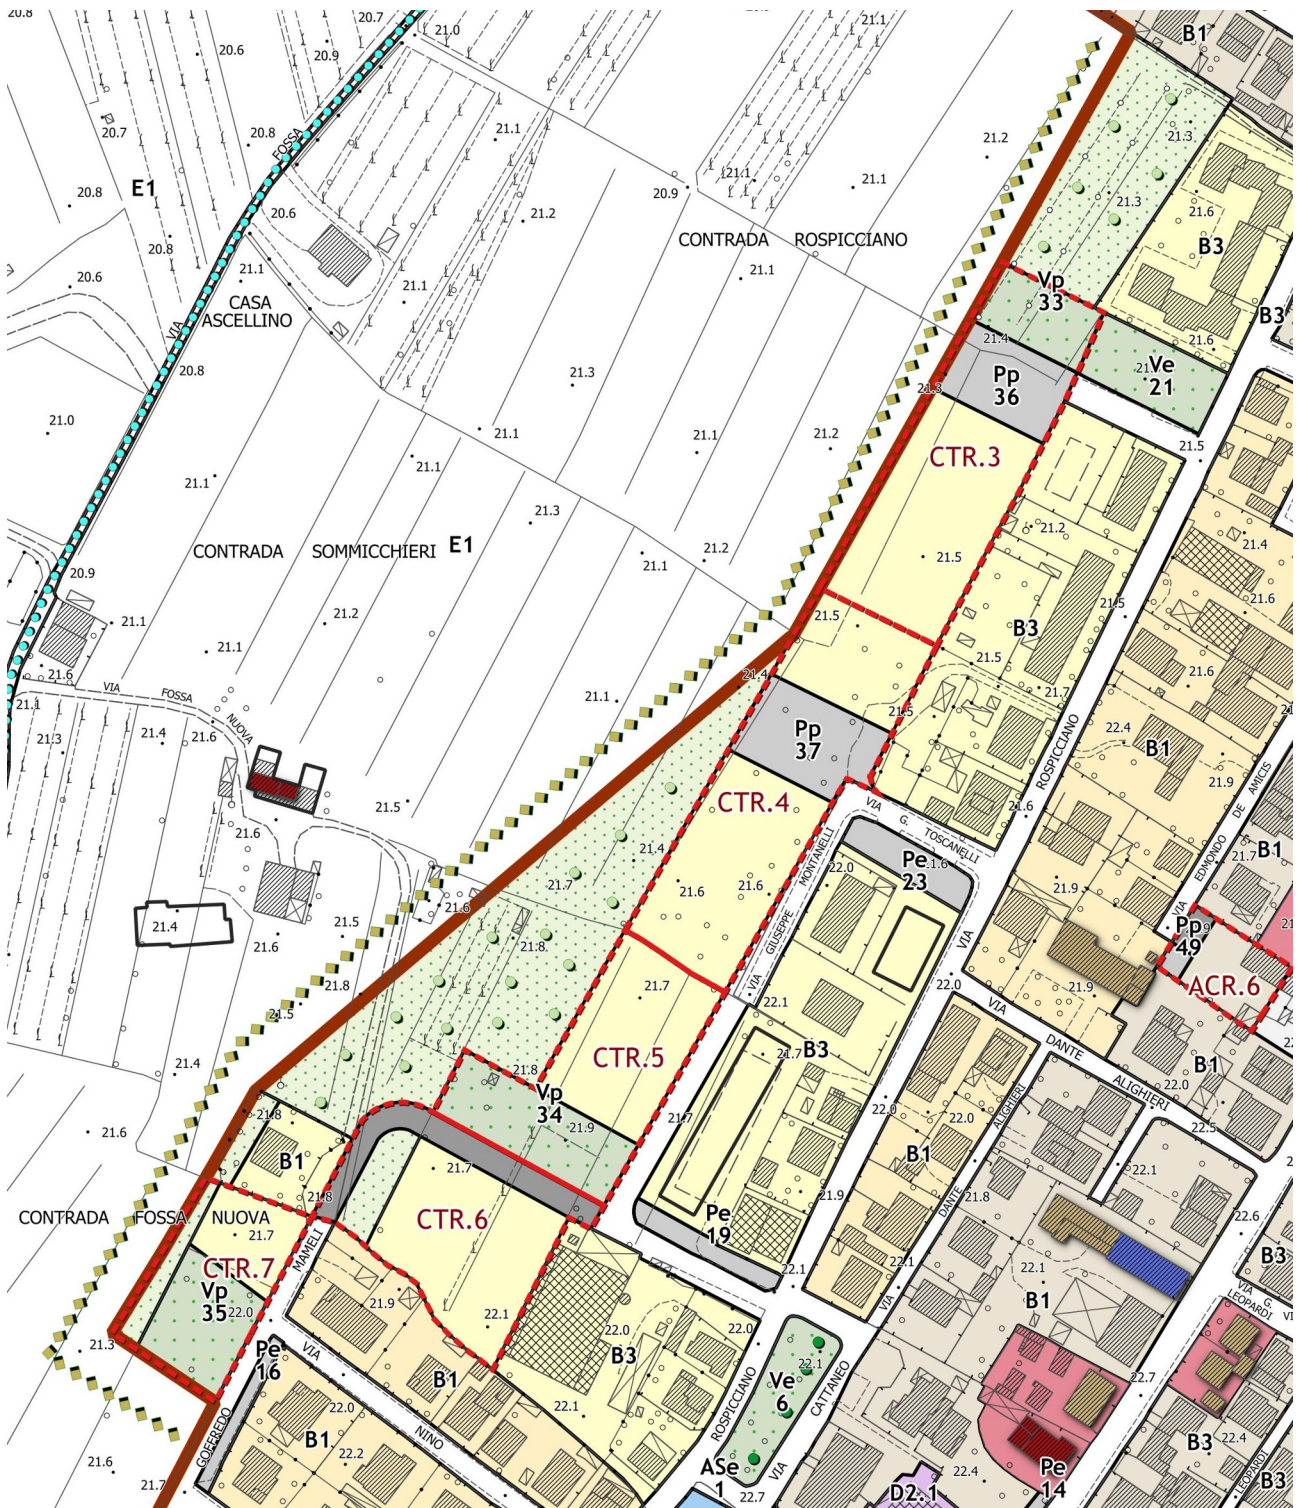 20.8
20.7
21.0
21.1
B1
20.6
20.9
21.1
20.7
20.8
FOSSA
21.1
21.2
21.3
20.8
E1
20.9
21.1
21.1
21.3
20.6
21.2
21.6
20.8
CONTRADA ROSPICCIANO
B3
21.1
21.1
21.1
20.6
CASA
ASCELLINO
Vp
33
B3
VIA
21.4
21.6
20.8
Ve
21
21.3
21.3
Pp
36
21.0
21.1
21.1
21.2
21.5
21.1
CTR.3
21.1
21.3
21.2
21.4
CONTRADA SOMMICCHIERI
E1
21.2
21.5
20.9
21.1
21.5
21.6
21.1
21.2
21.5
B3
21.1
21.5
21.6
21.6
21.4
21.7
VIA FOSSA NUOVA
21.1
21.1
21.5
ROSPICCIANO
22.4
21.3
21.4
21.6
Pp
37
B1
21.9
EDMONDO DE AMICIS
21.5
CTR.4
21.6
21.6
VIA G. TOSCANELLI
B1
21.7
21.4
22.0
Pe
23
21.7
21.6
21.6
21.9
21.6
VIA GIUSEPPE MONTANELLI
VIA
21.4
21.5
21.6
21.8
Pp
49
VIA
21.8
21.7
22.0
21.9
ACR.6
21.5
22.1
VIA DANTE ALIGHIERI
21.4
CTR.5
21.7
B3
B1
22.0
21.8
Vp
34
21.9
21.7
22.0
22.0
22.5
21.6
21.8
B1
21.7
B1
22.1
21.8
21.9
21.8
CONTRADA FOSSA NUOVA
CTR.6
Pe
19
VIA DANTE ALIGHIERI
22.6
21.7
CTR.7
MAMELI
22.1
22.1
22.1
B3
Vp
35
22.0
21.9
22.1
B1
VIA G. LEOPARDI
21.3
Pe
16
22.0
22.0
B3
22.1
Ve
6
B1
22.7
22.0
22.1
VIA NINO
ROSPICCIANO
VIA CATTANEO
B1
22.2
B3
22.4
21.6
GOFFREDO
ASe
1
22.4
Pe
14
LEOPARDI
B3
21.7
22.7
D2.1